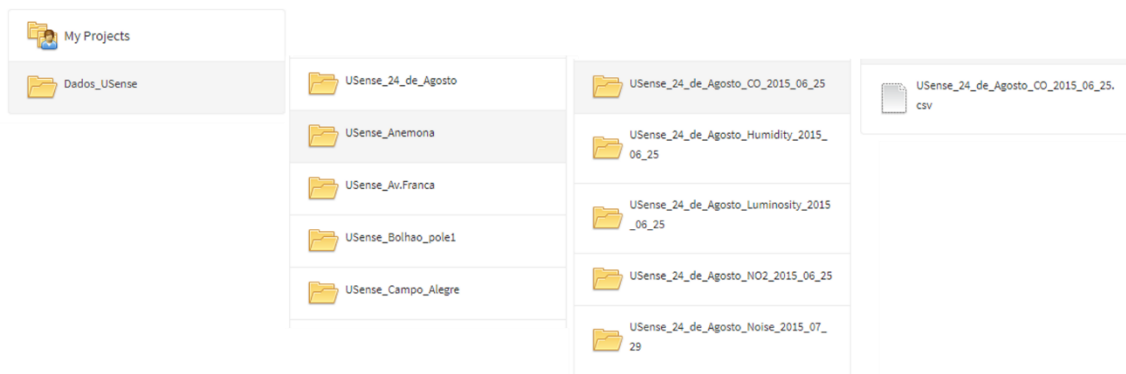 My Projects
Dados_USense
USense_24_de_Agosto
USense_Anemona
USense_Av.Franca
USense_Bolhao_pole1
USense_Campo_Alegre
USense_24_de_Agosto_CO_2015_06_25
USense_24_de_Agosto_Humidity_2015_
06_25
USense_24_de_Agosto_Luminosity_2015
_06_25
USense_24_de_Agosto_NO2_2015_06_25
USense_24_de_Agosto_Noise_2015_07_
29
USense_24_de_Agosto_CO_2015_06_25.
csv